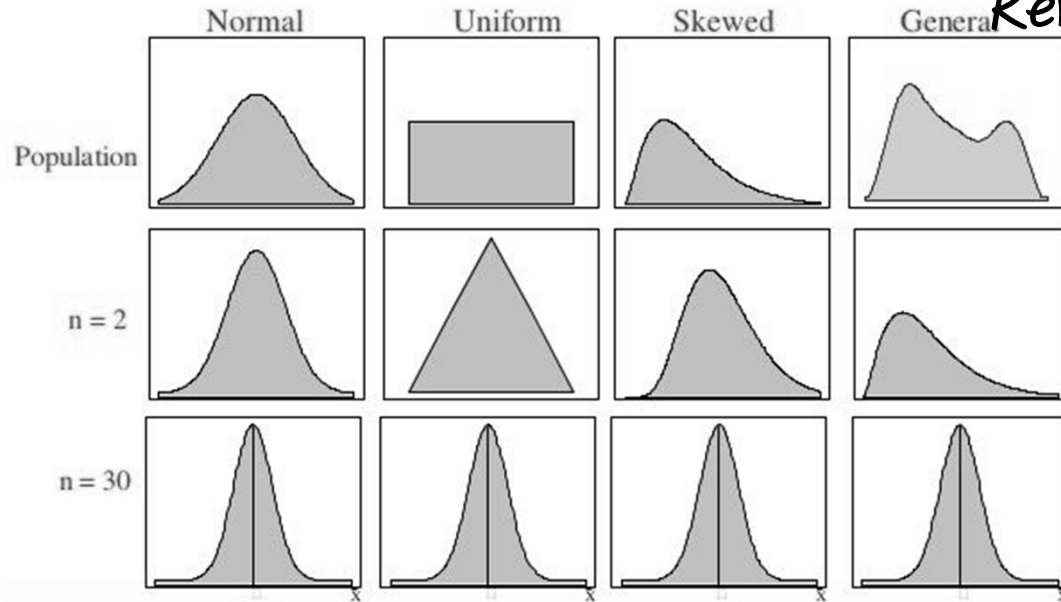 Normal Uniform Skewed General
Population
n = 2
n = 30
x x x x